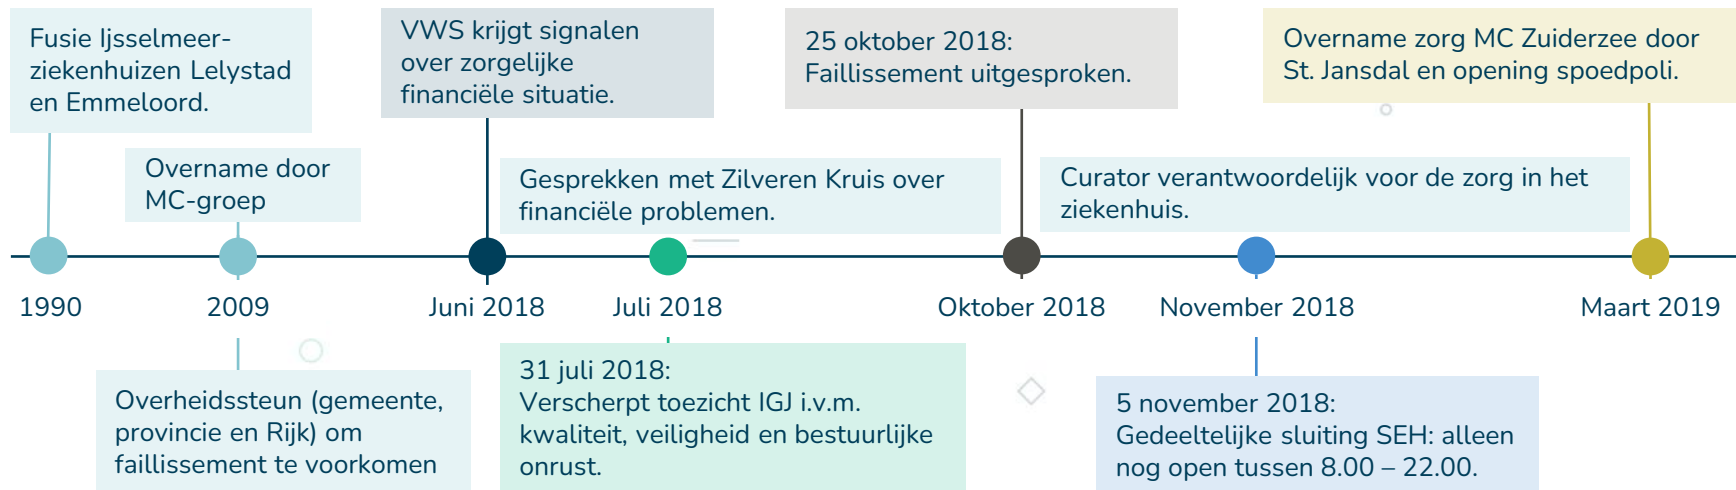 Fusie Ijsselmeer-
ziekenhuizen Lelystad
en Emmeloord.
Overname door
MC-groep
VWS krijgt signalen
over zorgelijke
financiële situatie.
Gesprekken met Zilveren Kruis over
financiële problemen.
25 oktober 2018:
Faillissement uitgesproken.
Curator verantwoordelijk voor de zorg in het
ziekenhuis.
Overname zorg MC Zuiderzee door
St. Jansdal en opening spoedpoli.
1990
2009
Juni 2018
Juli 2018
Oktober 2018
November 2018
Maart 2019
Overheidssteun (gemeente,
provincie en Rijk) om
faillissement te voorkomen
31 juli 2018:
Verscherpt toezicht IGJ i.v.m.
kwaliteit, veiligheid en bestuurlijke
onrust.
5 november 2018:
Gedeeltelijke sluiting SEH: alleen
nog open tussen 8.00 – 22.00.